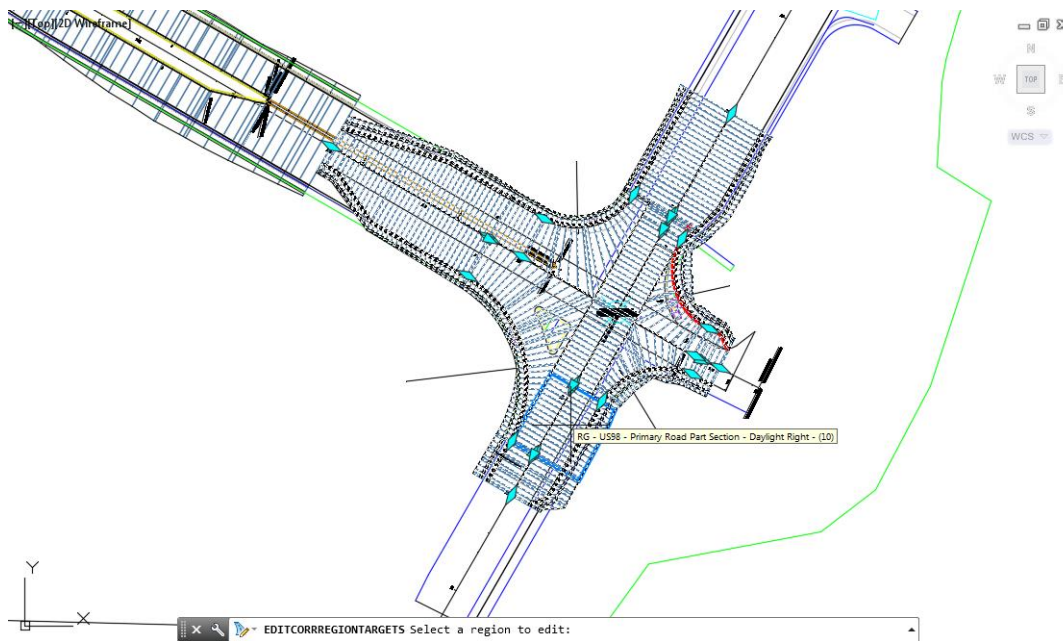 [−][Top][2D Wireframe]
N
W
TOP
S
WCS
RG - US98 - Primary Road Part Section - Daylight Right - (10)
Y
X
EDITCORRREGIONTARGETS Select a region to edit: